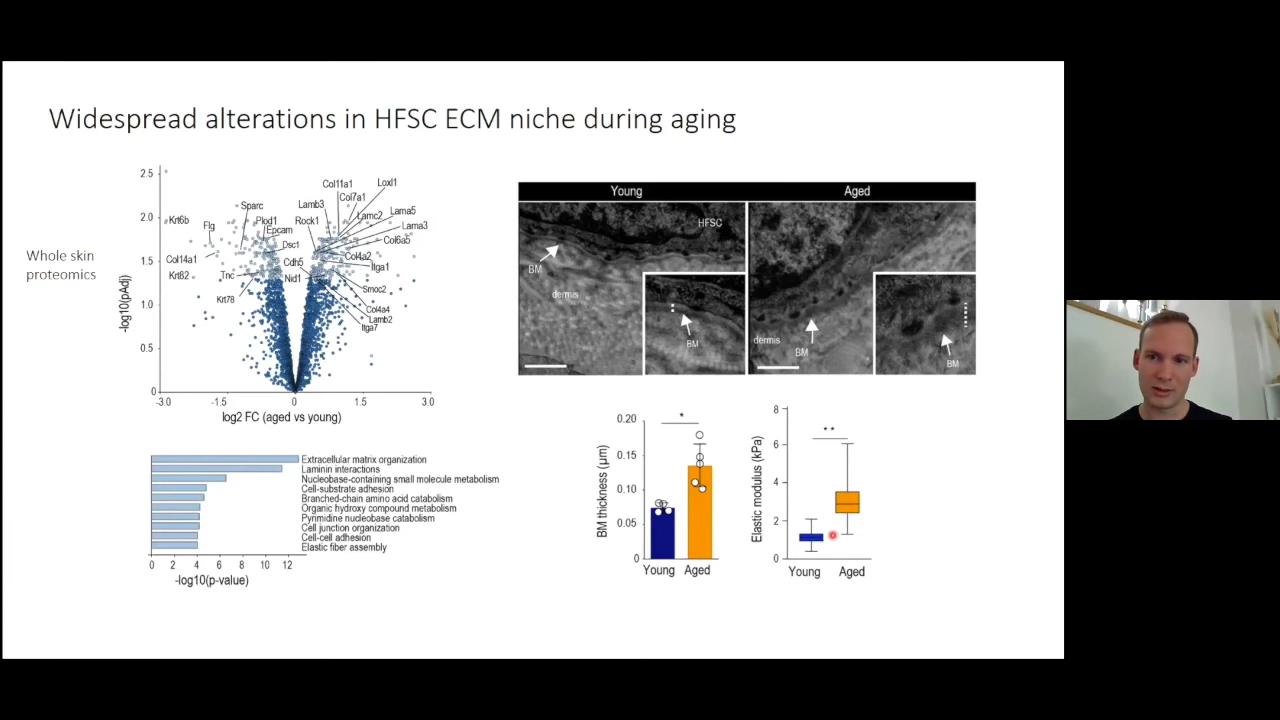 Widespread alterations in HFSC ECM niche during aging
Whole skin
proteomics
-log10(pAdj)
2.5
2.0
1.5
1.0
0.5
0
-3.0
-1.5
0
1.5
3.0
log2 FC (aged vs young)
Krt6b
Flg
Sparc
Plod1
Epcam
Dsc1
Col14a1
Krt82
Tnc
Krt78
Cdh5
Nid1
Rock1
Lamb3
Col11a1
Col7a1
Loxl1
Lamc2
Lama5
Lama3
Col6a5
Col4a2
Itga1
Smoc2
Col4a4
Lamb2
Itga7
Extracellular matrix organization
Laminin interactions
Nucleobase-containing small molecule metabolism
Cell-substrate adhesion
Branched-chain amino acid catabolism
Organic hydroxy compound metabolism
Pyrimidine nucleobase catabolism
Cell junction organization
Cell-cell adhesion
Elastic fiber assembly
0 2 4 6 8 10 12
-log10(p-value)
Young
Aged
HFSC
BM
dermis
BM
dermis
BM
BM
BM thickness (µm)
0.20
0.15
0.10
0.05
0
*
Young Aged
Elastic modulus (kPa)
8
6
4
2
0
**
Young Aged